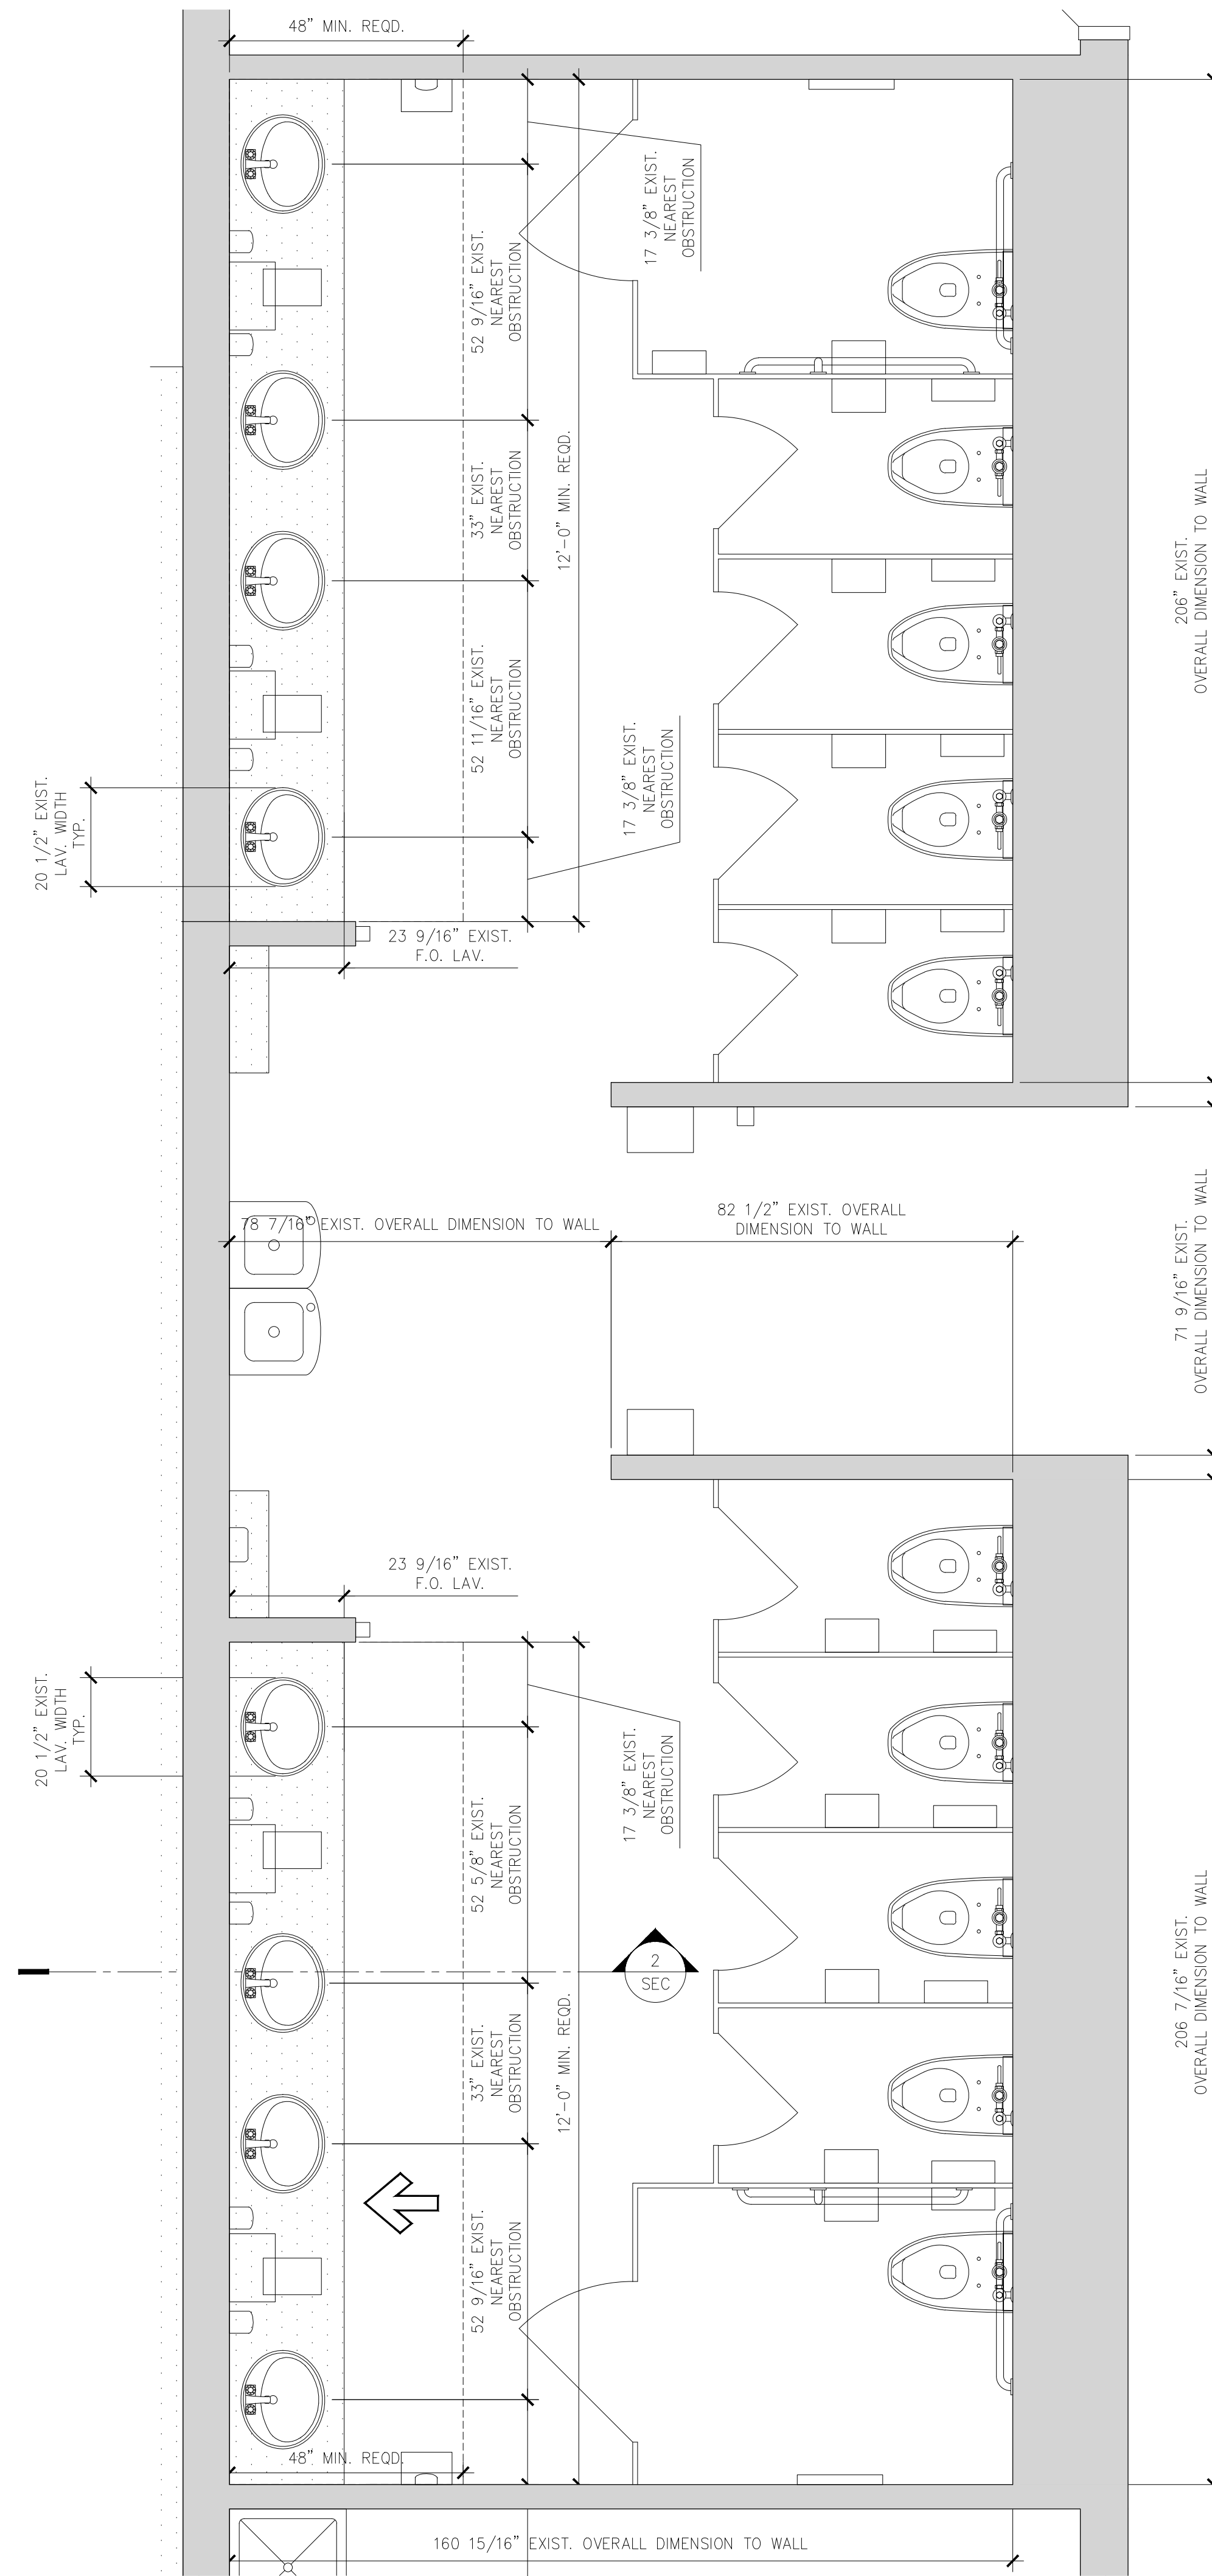 48” MIN. REQD.
17 3/8” EXIST.
NEAREST
OBSTRUCTION
52 9/16” EXIST.
NEAREST
OBSTRUCTION
33” EXIST.
NEAREST
OBSTRUCTION
12’-0” MIN. REQD.
206” EXIST.
OVERALL DIMENSION TO WALL
52 11/16” EXIST.
NEAREST
OBSTRUCTION
17 3/8” EXIST.
NEAREST
OBSTRUCTION
20 1/2” EXIST.
LAV. WIDTH
TYP.
23 9/16” EXIST.
F.O. LAV.
78 7/16” EXIST. OVERALL DIMENSION TO WALL
82 1/2” EXIST. OVERALL
DIMENSION TO WALL
71 9/16” EXIST.
OVERALL DIMENSION TO WALL
23 9/16” EXIST.
F.O. LAV.
20 1/2” EXIST.
LAV. WIDTH
TYP.
17 3/8” EXIST.
NEAREST
OBSTRUCTION
52 5/8” EXIST.
NEAREST
OBSTRUCTION
2
SEC
33” EXIST.
NEAREST
OBSTRUCTION
12’-0” MIN. REQD.
206 7/16” EXIST.
OVERALL DIMENSION TO WALL
52 9/16” EXIST.
NEAREST
OBSTRUCTION
48” MIN. REQD.
160 15/16” EXIST. OVERALL DIMENSION TO WALL